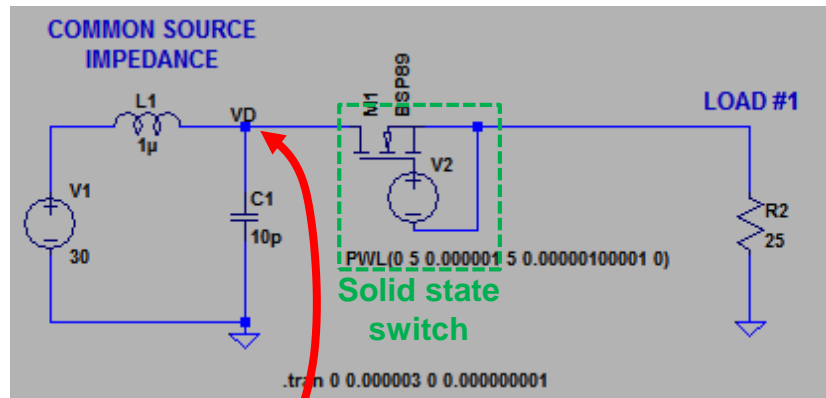 COMMON SOURCE
IMPEDANCE
L1
1µ
VD
M1
BSP89
LOAD #1
V1
30
C1
10p
V2
R2
25
PWL(0 5 0.000001 5 0.00000100001 0)
Solid state
switch
.tran 0 0.000003 0 0.000000001